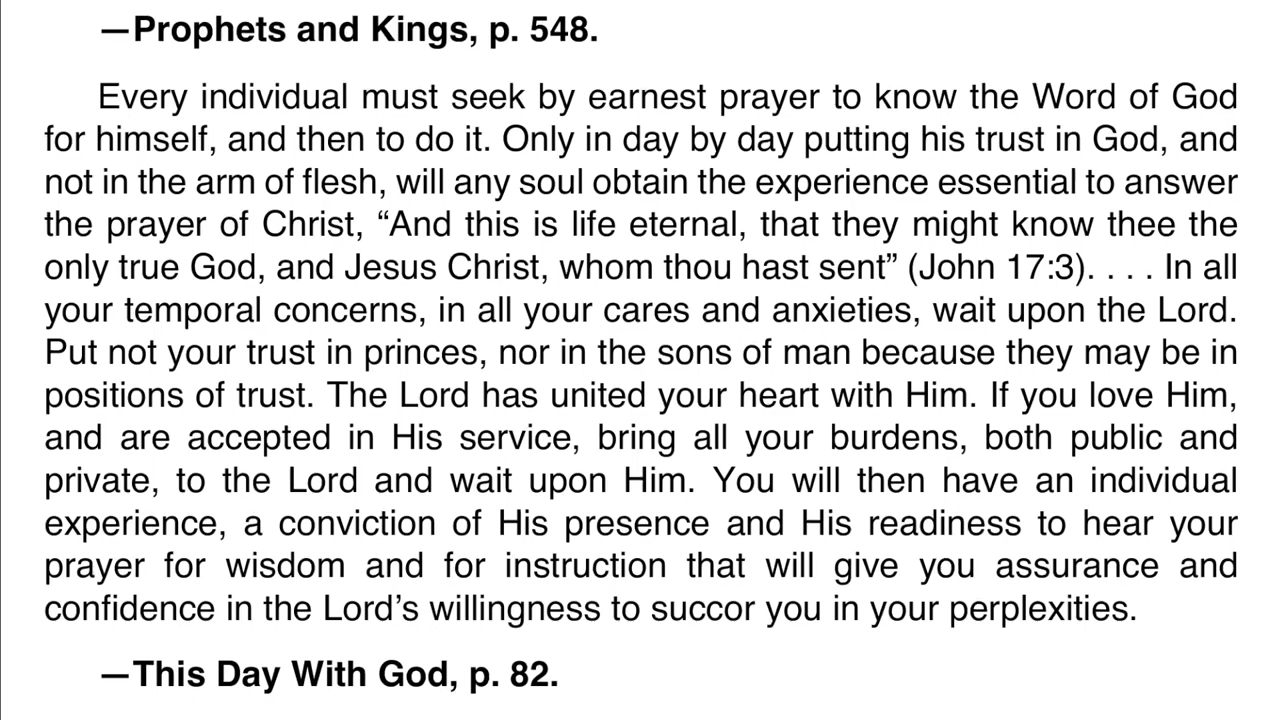 —Prophets and Kings, p. 548.
Every individual must seek by earnest prayer to know the Word of God
for himself, and then to do it. Only in day by day putting his trust in God, and
not in the arm of flesh, will any soul obtain the experience essential to answer
the prayer of Christ, “And this is life eternal, that they might know thee the
only true God, and Jesus Christ, whom thou hast sent” (John 17:3). . . . In all
your temporal concerns, in all your cares and anxieties, wait upon the Lord.
Put not your trust in princes, nor in the sons of man because they may be in
positions of trust. The Lord has united your heart with Him. If you love Him,
and are accepted in His service, bring all your burdens, both public and
private, to the Lord and wait upon Him. You will then have an individual
experience, a conviction of His presence and His readiness to hear your
prayer for wisdom and for instruction that will give you assurance and
confidence in the Lord’s willingness to succor you in your perplexities.
—This Day With God, p. 82.